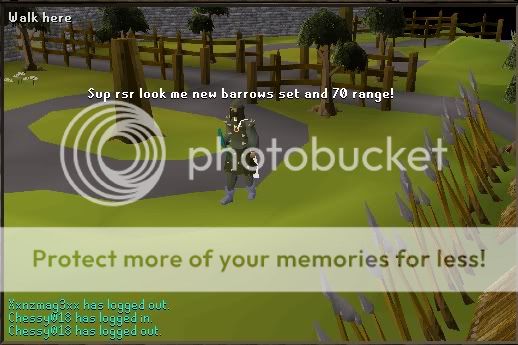 Walk here
Sup rsr look me new barrows set and 70 range!
photobucket
Protect more of your memories for less!
Xxnzmag3xx has logged out.
Chessy018 has logged in.
Chessy018 has logged out.